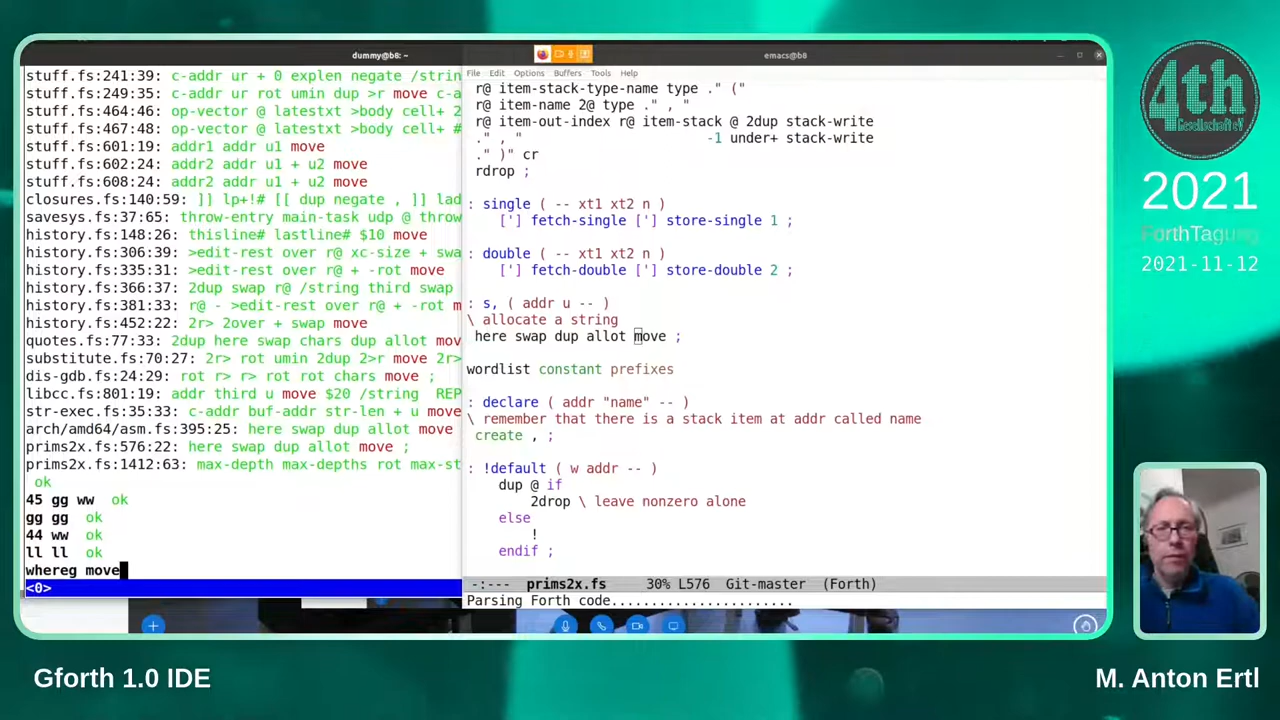 dummy@b8: ~
stuff.fs:241:39: c-addr ur + 0 explen negate /strin
stuff.fs:249:35: c-addr ur rot umin dup >r move c-a
stuff.fs:464:46: op-vector @ latestxt >body cell+ 2
stuff.fs:467:48: op-vector @ latestxt >body cell+ #
stuff.fs:601:19: addr1 addr u1 move
stuff.fs:602:24: addr2 addr u1 + u2 move
stuff.fs:608:24: addr2 addr u1 + u2 move
closures.fs:140:59: ]] lp+!# [[ dup negate , ]] lad
savesys.fs:37:65: throw-entry main-task udp @ throw
history.fs:148:26: thisline# lastline# $10 move
history.fs:306:39: >edit-rest over r@ xc-size + swa
history.fs:335:31: >edit-rest over r@ + -rot move
history.fs:366:37: 2dup swap r@ /string third swap
history.fs:381:33: r@ - >edit-rest over r@ + -rot m
history.fs:452:22: 2r> 2over + swap move
quotes.fs:77:33: 2dup here swap chars dup allot mov
substitute.fs:70:27: 2r> rot umin 2dup 2>r move 2r>
dis-gdb.fs:24:29: rot r> r> rot rot chars move ;
libcc.fs:801:19: addr third u move $20 /string  REP
str-exec.fs:35:33: c-addr buf-addr str-len + u move
arch/amd64/asm.fs:395:25: here swap dup allot move
prims2x.fs:576:22: here swap dup allot move ;
prims2x.fs:1412:63: max-depth max-depths rot max-st
ok
45 gg ww  ok
gg gg  ok
44 ww  ok
ll ll  ok
whereg move
<0>
emacs@b8
File Edit Options Buffers Tools Help
r@ item-stack-type-name type ." ("
r@ item-name 2@ type ." , "
r@ item-out-index r@ item-stack @ 2dup stack-write
." , " -1 under+ stack-write
." )" cr
rdrop ;
: single ( -- xt1 xt2 n )
['] fetch-single ['] store-single 1 ;
: double ( -- xt1 xt2 n )
['] fetch-double ['] store-double 2 ;
: s, ( addr u -- )
\ allocate a string
here swap dup allot move ;
wordlist constant prefixes
: declare ( addr "name" -- )
\ remember that there is a stack item at addr called name
create , ;
: !default ( w addr -- )
dup @ if
2drop \ leave nonzero alone
else
!
endif ;
-:--- prims2x.fs 30% L576 Git-master (Forth)
Parsing Forth code.......................
4th
Gesellschaft eV
2021
ForthTagung
2021-11-12
Gforth 1.0 IDE
M. Anton Ertl